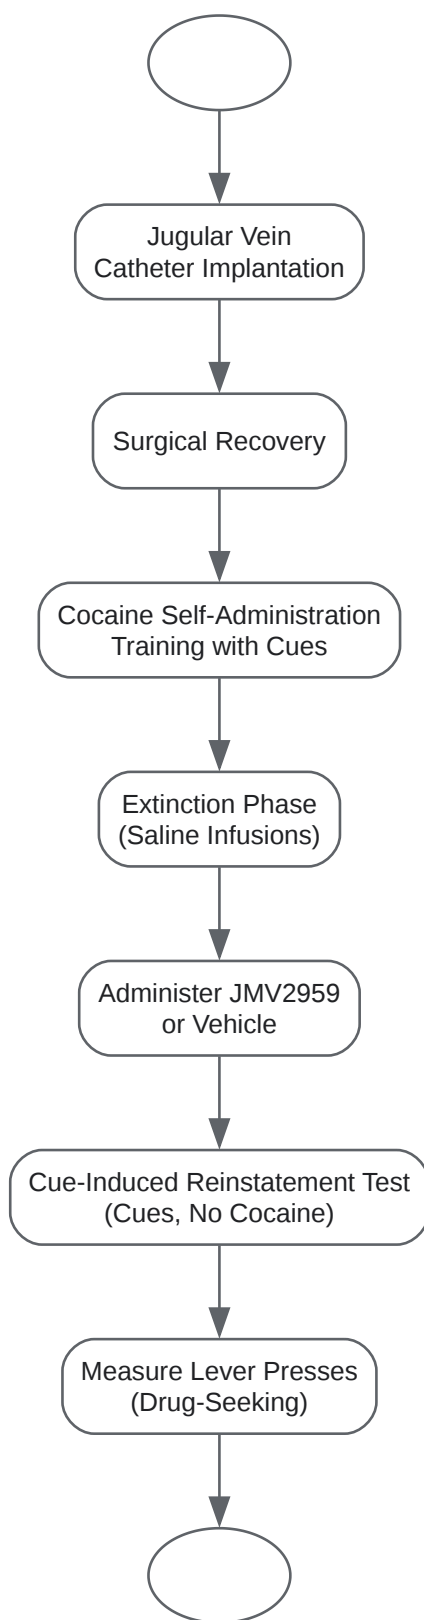 Jugular Vein
Catheter Implantation
Surgical Recovery
Cocaine Self-Administration
Training with Cues
Extinction Phase
(Saline Infusions)
Administer JMV2959
or Vehicle
Cue-Induced Reinstatement Test
(Cues, No Cocaine)
Measure Lever Presses
(Drug-Seeking)